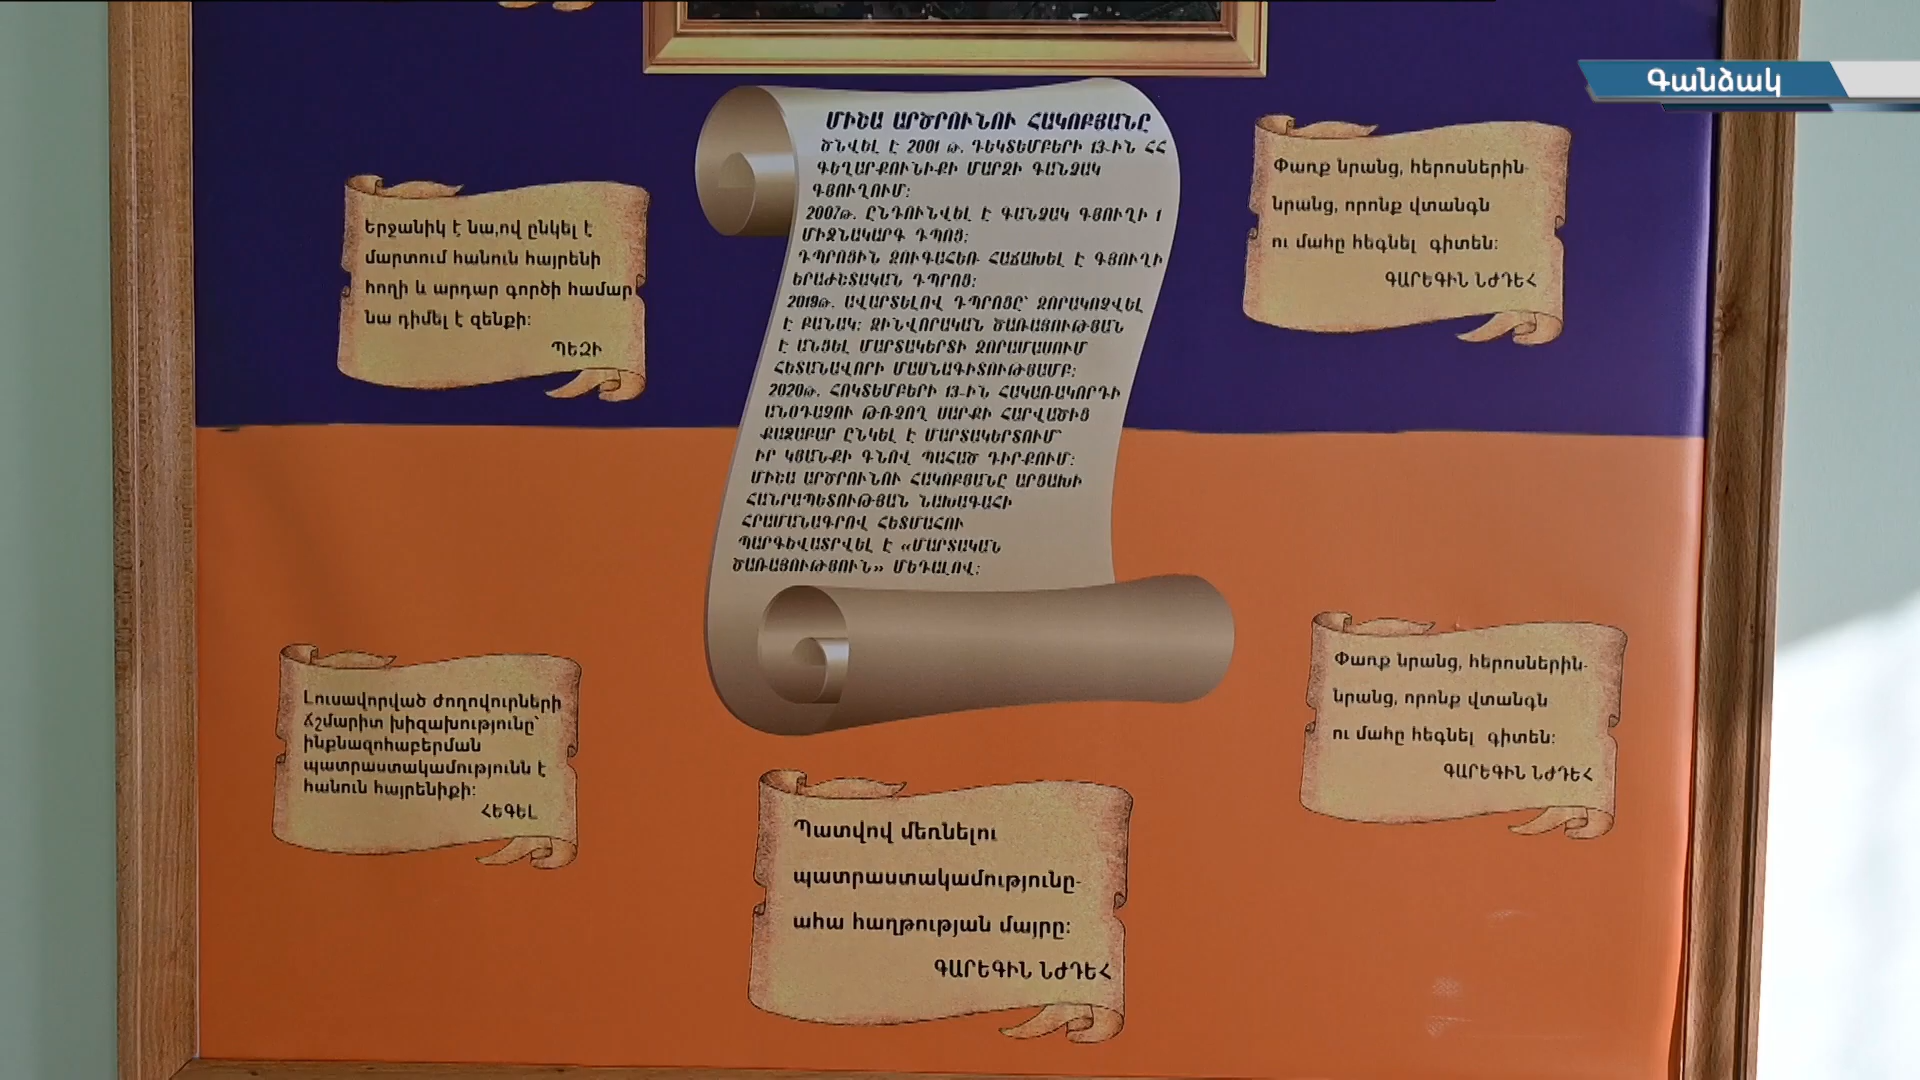 Գանձակ
ՄԻՇԱ ԱՐԾՐՈՒՆՈՒ ՀԱԿՈԲՅԱՆԸ
ԾՆՎԵԼ Է 2001 թ. ԴԵԿՏԵՄԲԵՐԻ 13-ԻՆ ՀՀ
ԳԵՂԱՐՔՈՒՆԻՔԻ ՄԱՐԶԻ ԳԱՆՁԱԿ
ԳՅՈՒՂՈՒՄ:
2007թ. ԸՆԴՈՒՆՎԵԼ Է ԳԱՆՁԱԿ ԳՅՈՒՂԻ 1
ՄԻՋՆԱԿԱՐԳ ԴՊՈՑ:
ԴՊՐՈՑԻՆ ԶՈՒԳԱՀԵՌ ՀԱՃԱԽԵԼ Է ԳՅՈՒՂԻ
ԵՐԱԺՇՏԱԿԱՆ ԴՊՐՈՑ:
2019թ. ԱՎԱՐՏԵԼՈՎ ԴՊՐՈՑԸ՝ ԶՈՐԱԿՈՉՎԵԼ
Է ԲԱՆԱԿ: ԶԻՆՎՈՐԱԿԱՆ ԾԱՌԱՅՈՒԹՅԱՆ
Է ԱՆՑԵԼ ՄԱՐՏԱԿԵՐՏԻ ԶՈՐԱՄԱՍՈՒՄ
ՀԵՏԱՆԱՎՈՐԻ ՄԱՍՆԱԳԻՏՈՒԹՅԱՄԲ:
2020թ. ՀՈԿՏԵՄԲԵՐԻ 13-ԻՆ ՀԱԿԱՌԱԿՈՐԴԻ
ԱՆՕԴԱՉՈՒ ԹՌՉՈՂ ՍԱՐՔԻ ՀԱՐՎԱԾԻՑ
ՔԱՋԱԲԱՐ ԸՆԿԵԼ Է ՄԱՐՏԱԿԵՐՏՈՒՄ՝
ԻՐ ԿՅԱՆՔԻ ԳՆՈՎ ՊԱՀԱԾ ԴԻՐՔՈՒՄ:
ՄԻՇԱ ԱՐԾՐՈՒՆՈՒ ՀԱԿՈԲՅԱՆԸ ԱՐՑԱԽԻ
ՀԱՆՐԱՊԵՏՈՒԹՅԱՆ ՆԱԽԱԳԱՀԻ
ՀՐԱՄԱՆԱԳՐՈՎ ՀԵՏՄԱՀՈՒ
ՊԱՐԳԵՎԱՏՐՎԵԼ Է «ՄԱՐՏԱԿԱՆ
ԾԱՌԱՅՈՒԹՅՈՒՆ» ՄԵԴԱԼՈՎ:
Երջանիկ է նա,ով ընկել է
մարտում հանուն հայրենի
հողի և արդար գործի համար
նա դիմել է զենքի:
ՊԵԶԻ
Փառք նրանց, հերոսներին-
նրանց, որոնք վտանգն
ու մահը հեգնել գիտեն:
ԳԱՐԵԳԻՆ ՆԺԴԵՀ
Լուսավորված ժողովուրների
ճշմարիտ խիզախությունը՝
ինքնազոհաբերման
պատրաստակամությունն է
հանուն հայրենիքի:
ՀԵԳԵԼ
Պատվով մեռնելու
պատրաստակամությունը-
ահա հաղթության մայրը:
ԳԱՐԵԳԻՆ ՆԺԴԵՀ
Փառք նրանց, հերոսներին-
նրանց, որոնք վտանգն
ու մահը հեգնել գիտեն:
ԳԱՐԵԳԻՆ ՆԺԴԵՀ